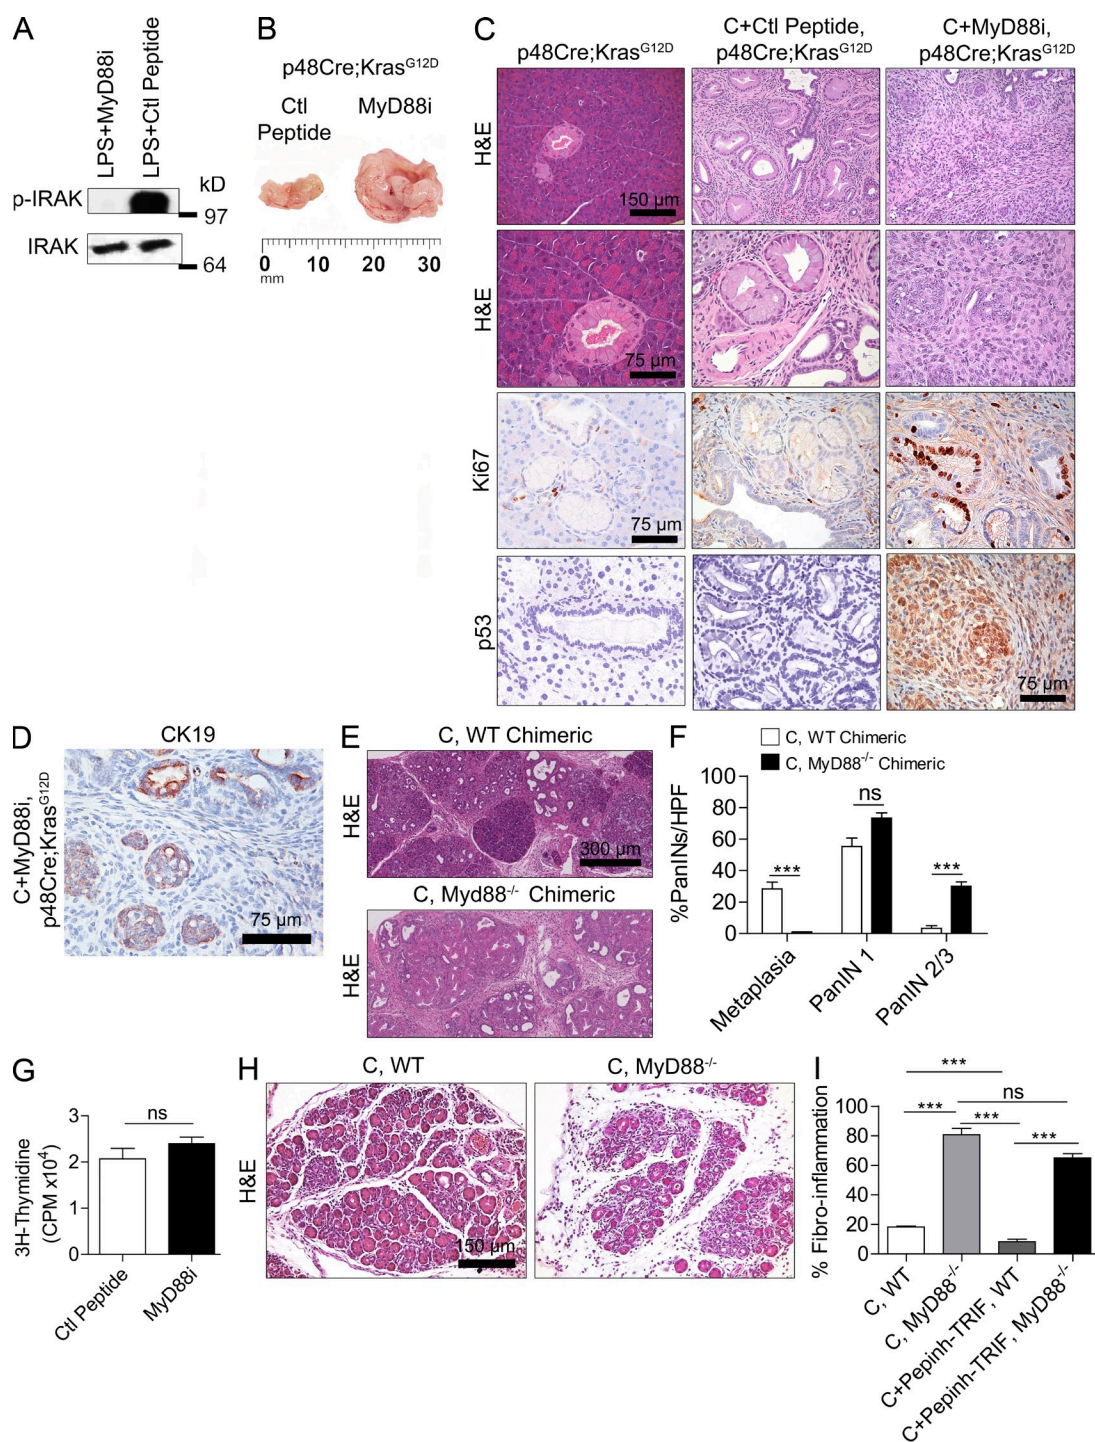 A
LPS+MyD88i
LPS+Ctl Peptide
p-IRAK
kD
97
IRAK
64
B
p48Cre;KrasG12D
Ctl
Peptide
MyD88i
0
10
20
30
mm
C
p48Cre;KrasG12D
C+Ctl Peptide,
p48Cre;KrasG12D
C+MyD88i,
p48Cre;KrasG12D
H&E
150 µm
H&E
75 µm
Ki67
75 µm
p53
75 µm
D
CK19
C+MyD88i,
p48Cre;KrasG12D
75 µm
E
C, WT Chimeric
H&E
300 µm
C, Myd88-/- Chimeric
H&E
F
C, WT Chimeric
C, MyD88-/- Chimeric
%PanINs/HPF
100
80
60
40
20
0
***
ns
***
Metaplasia
PanIN 1
PanIN 2/3
G
3H-Thymidine
(CPM x10⁴)
3
2
1
0
ns
Ctl Peptide
MyD88i
H
C, WT
C, MyD88-/-
H&E
150 µm
I
% Fibro-inflammation
100
80
60
40
20
0
***
ns
***
***
***
C, WT
C, MyD88-/-
C+Pepinh-TRIF, WT
C+Pepinh-TRIF, MyD88-/-